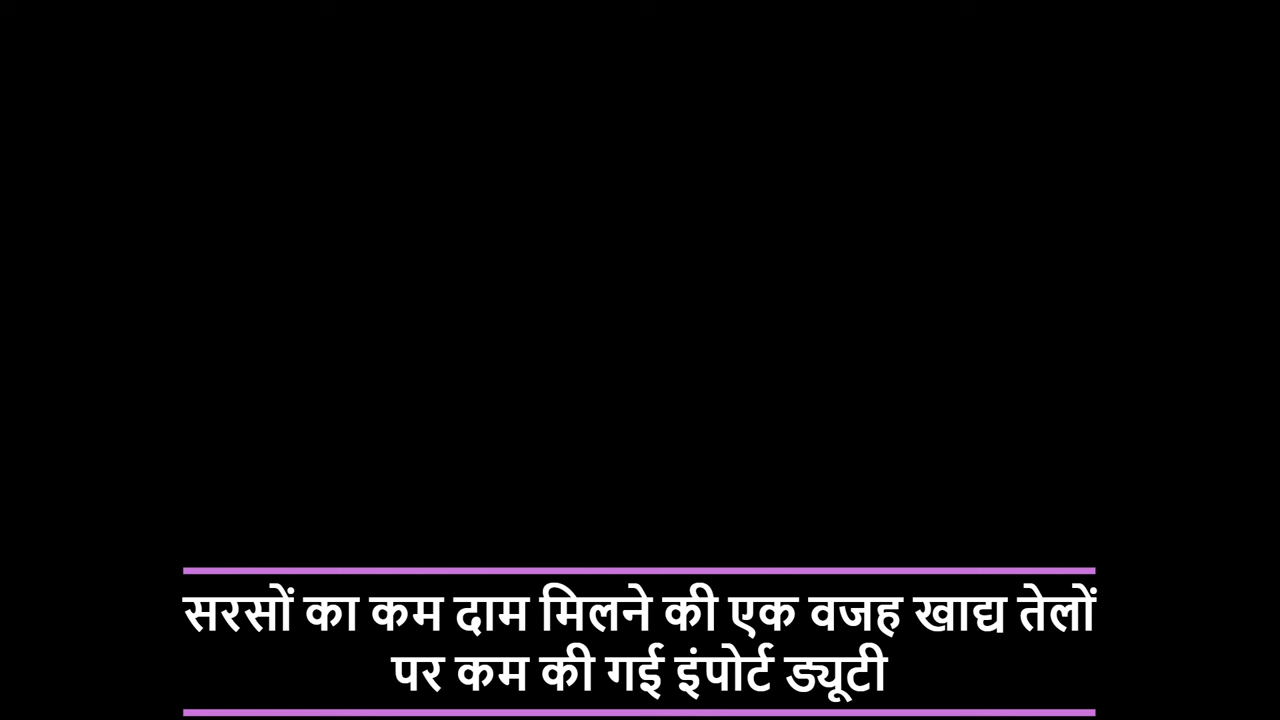 सरसों का कम दाम मिलने की एक वजह खाद्य तेलों
पर कम की गई इंपोर्ट ड्यूटी